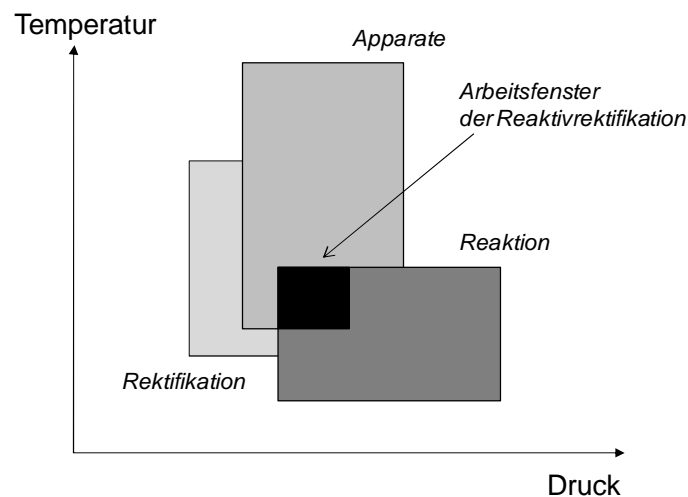 Temperatur
Apparate
Arbeitsfenster
der Reaktivrektifikation
Reaktion
Rektifikation
Druck